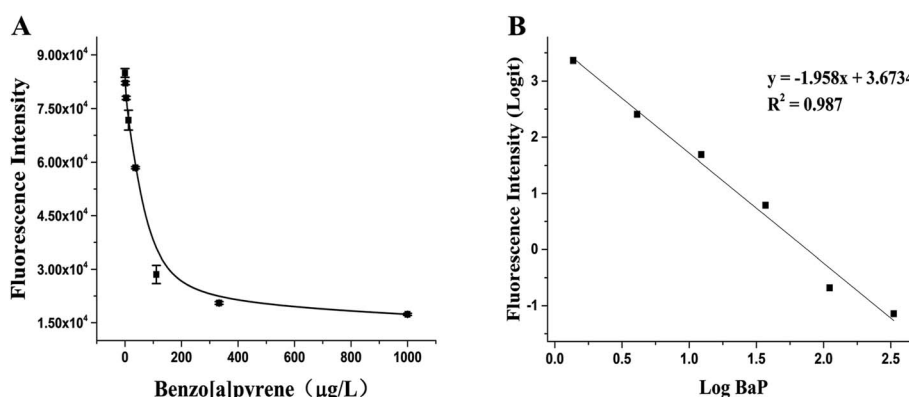 A
Fluorescence Intensity
9.00x10⁴
7.50x10⁴
6.00x10⁴
4.50x10⁴
3.00x10⁴
1.50x10⁴
0 200 400 600 800 1000
Benzo[a]pyrene（μg/L）
B
Fluorescence Intensity (Logit)
y = -1.958x + 3.6734
R² = 0.987
3
2
1
0
-1
0.0 0.5 1.0 1.5 2.0 2.5
Log BaP